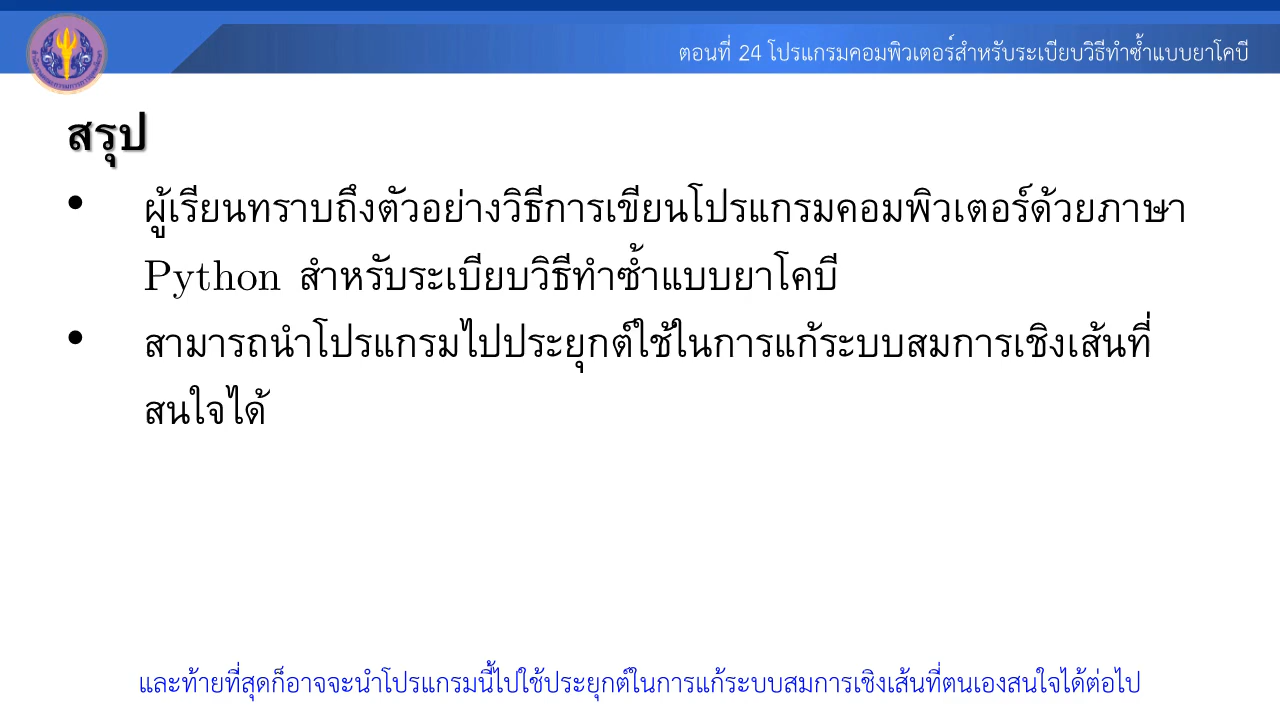 ตอนที่ 24 โปรแกรมคอมพิวเตอร์สำหรับระเบียบวิธีทำซ้ำแบบยาโคบี
สรุป
• ผู้เรียนทราบถึงตัวอย่างวิธีการเขียนโปรแกรมคอมพิวเตอร์ด้วยภาษา
Python สำหรับระเบียบวิธีทำซ้ำแบบยาโคบี
• สามารถนำโปรแกรมไปประยุกต์ใช้ในการแก้ระบบสมการเชิงเส้นที่
สนใจได้
และท้ายที่สุดก็อาจจะนำโปรแกรมนี้ไปใช้ประยุกต์ในการแก้ระบบสมการเชิงเส้นที่ตนเองสนใจได้ต่อไป